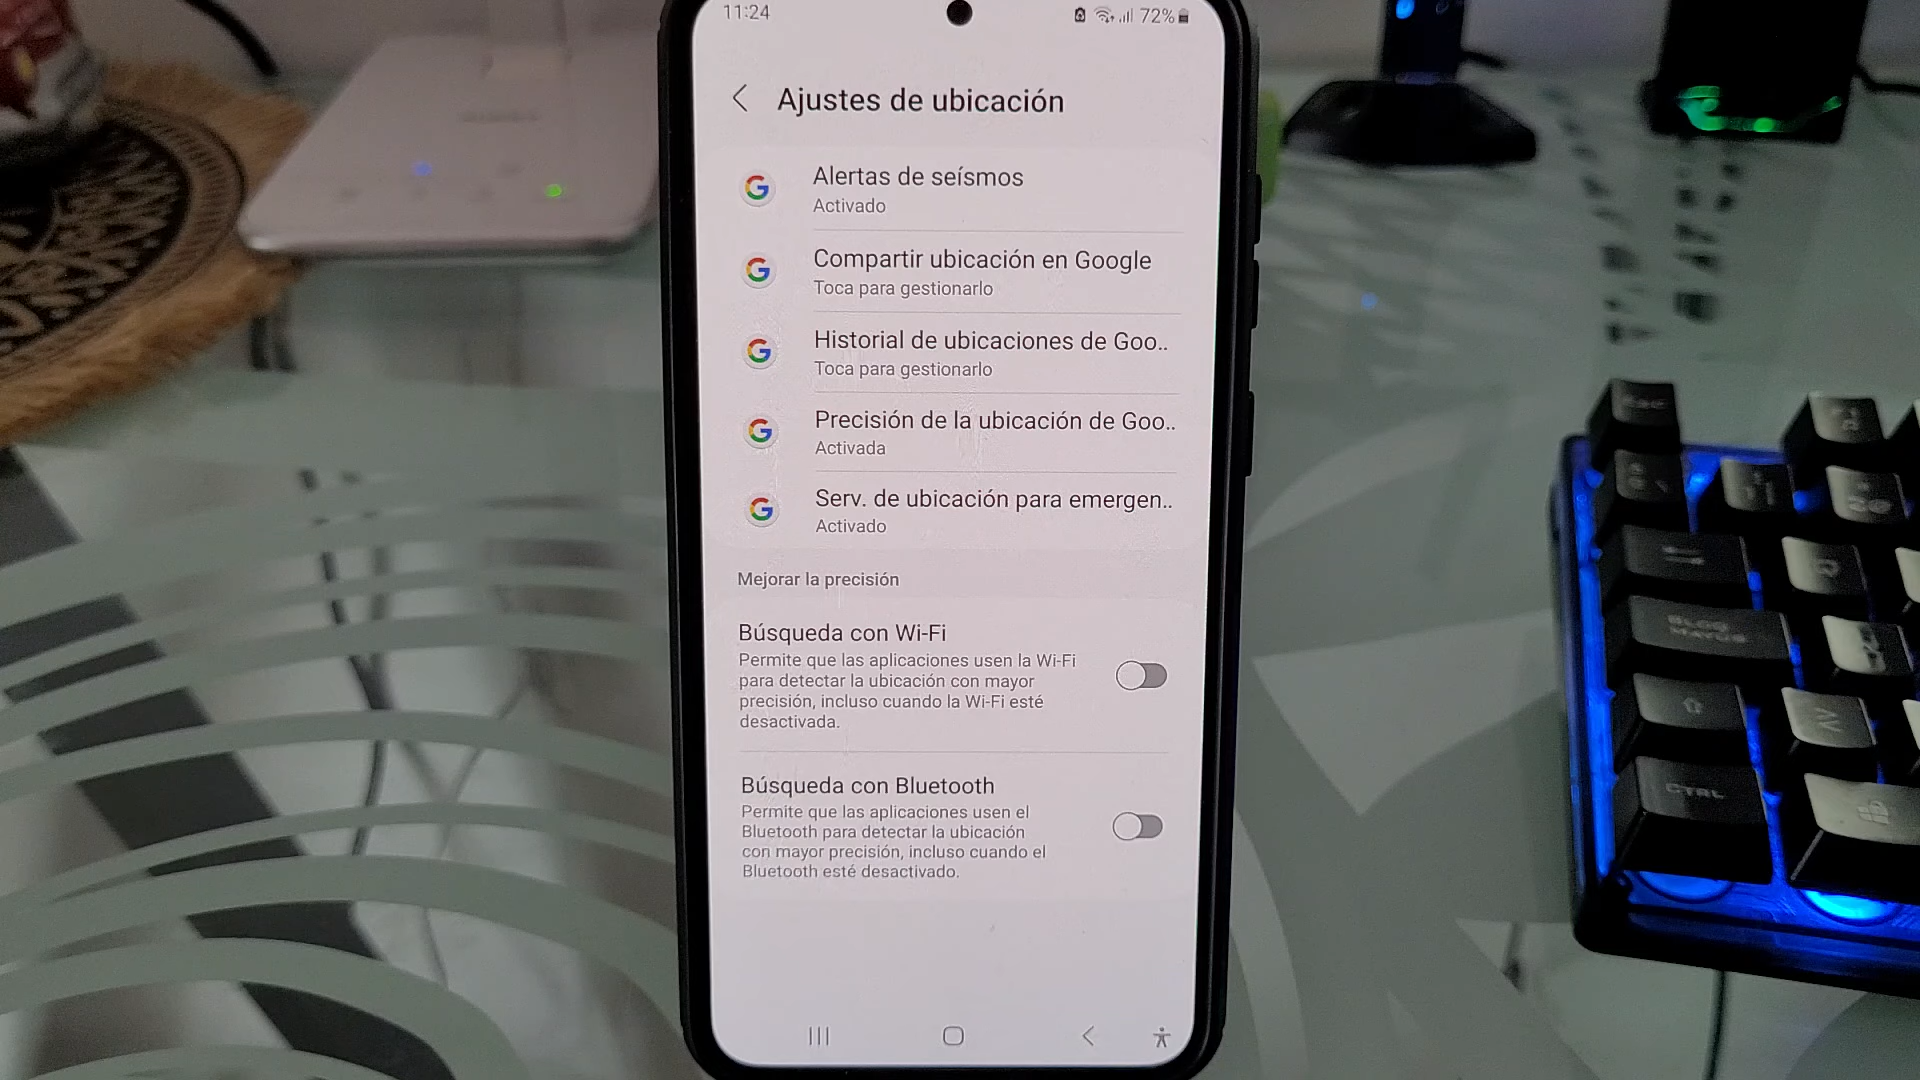 11:24
72%
Ajustes de ubicación
Alertas de seísmos
Activado
Compartir ubicación en Google
Toca para gestionarlo
Historial de ubicaciones de Goo..
Toca para gestionarlo
Precisión de la ubicación de Goo..
Activada
Serv. de ubicación para emergen..
Activado
Mejorar la precisión
Búsqueda con Wi-Fi
Permite que las aplicaciones usen la Wi-Fi
para detectar la ubicación con mayor
precisión, incluso cuando la Wi-Fi esté
desactivada.
Búsqueda con Bluetooth
Permite que las aplicaciones usen el
Bluetooth para detectar la ubicación
con mayor precisión, incluso cuando el
Bluetooth esté desactivado.
BLOQ
MAYUS
CTRL